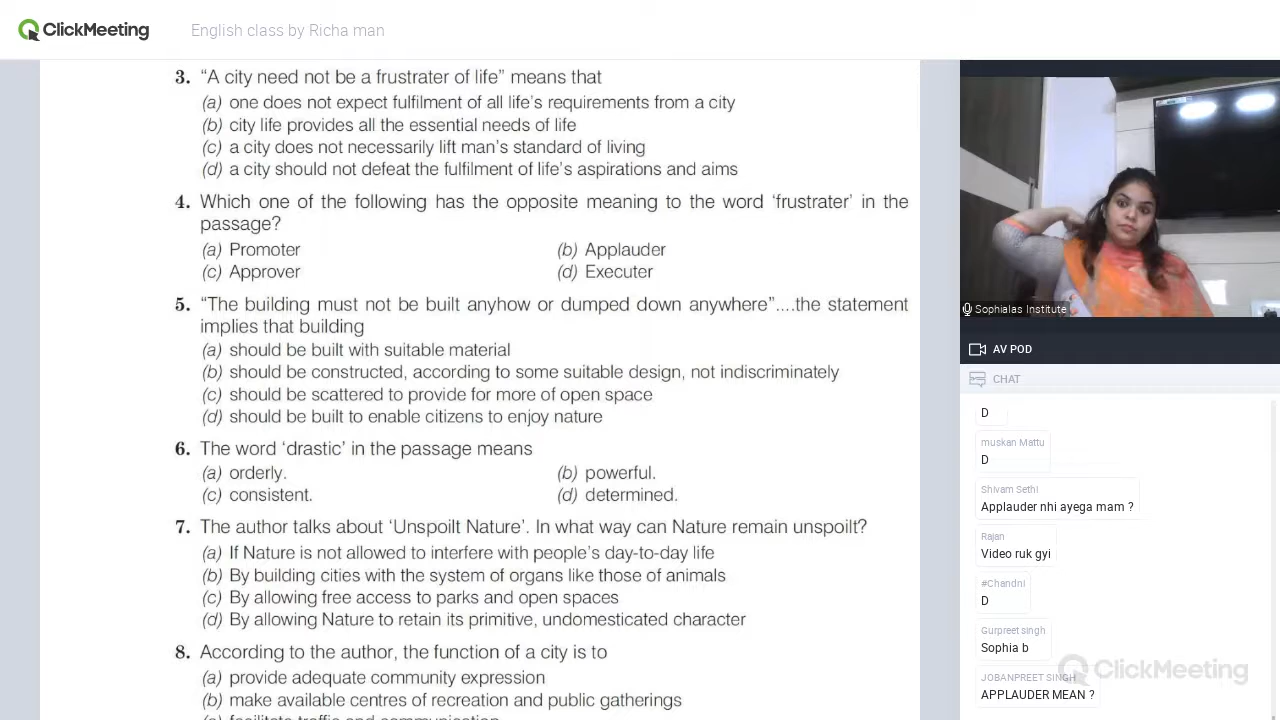 ClickMeeting
English class by Richa man
3. “A city need not be a frustrater of life” means that
(a) one does not expect fulfilment of all life’s requirements from a city
(b) city life provides all the essential needs of life
(c) a city does not necessarily lift man’s standard of living
(d) a city should not defeat the fulfilment of life’s aspirations and aims
4. Which one of the following has the opposite meaning to the word ‘frustrater’ in the
passage?
(a) Promoter
(b) Applauder
(c) Approver
(d) Executer
5. “The building must not be built anyhow or dumped down anywhere”....the statement
implies that building
(a) should be built with suitable material
(b) should be constructed, according to some suitable design, not indiscriminately
(c) should be scattered to provide for more of open space
(d) should be built to enable citizens to enjoy nature
6. The word ‘drastic’ in the passage means
(a) orderly.
(b) powerful.
(c) consistent.
(d) determined.
7. The author talks about ‘Unspoilt Nature’. In what way can Nature remain unspoilt?
(a) If Nature is not allowed to interfere with people’s day-to-day life
(b) By building cities with the system of organs like those of animals
(c) By allowing free access to parks and open spaces
(d) By allowing Nature to retain its primitive, undomesticated character
8. According to the author, the function of a city is to
(a) provide adequate community expression
(b) make available centres of recreation and public gatherings
(c) facilitate traffic and communication
Sophialas Institute
AV POD
CHAT
D
muskan Mattu
D
Shivam Sethi
Applauder nhi ayega mam ?
Rajan
Video ruk gyi
#Chandni
D
Gurpreet singh
Sophia b
JOBANPREET SINGH
APPLAUDER MEAN ?
ClickMeeting